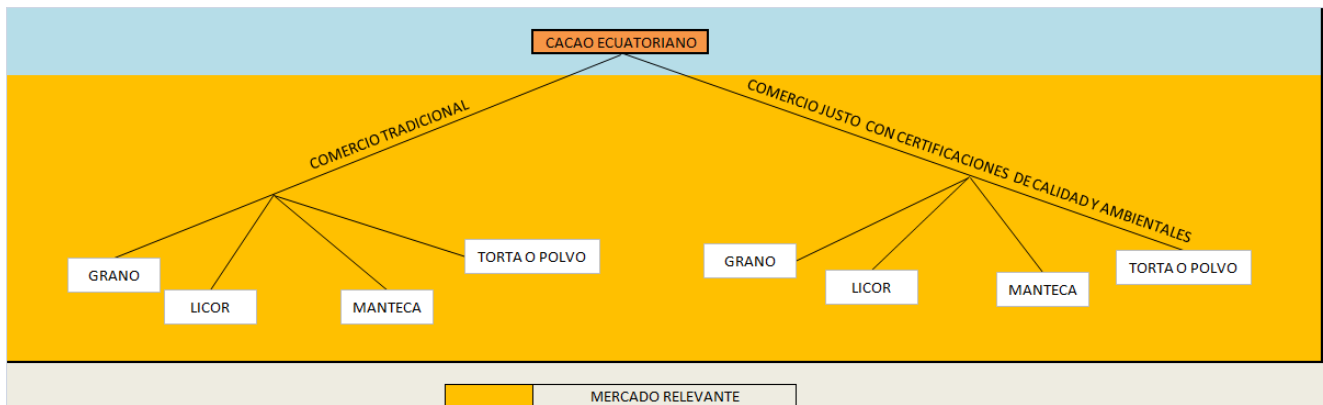 CACAO ECUATORIANO
COMERCIO TRADICIONAL
COMERCIO JUSTO CON CERTIFICACIONES DE CALIDAD Y AMBIENTALES
GRANO
LICOR
MANTECA
TORTA O POLVO
GRANO
LICOR
MANTECA
TORTA O POLVO
MERCADO RELEVANTE